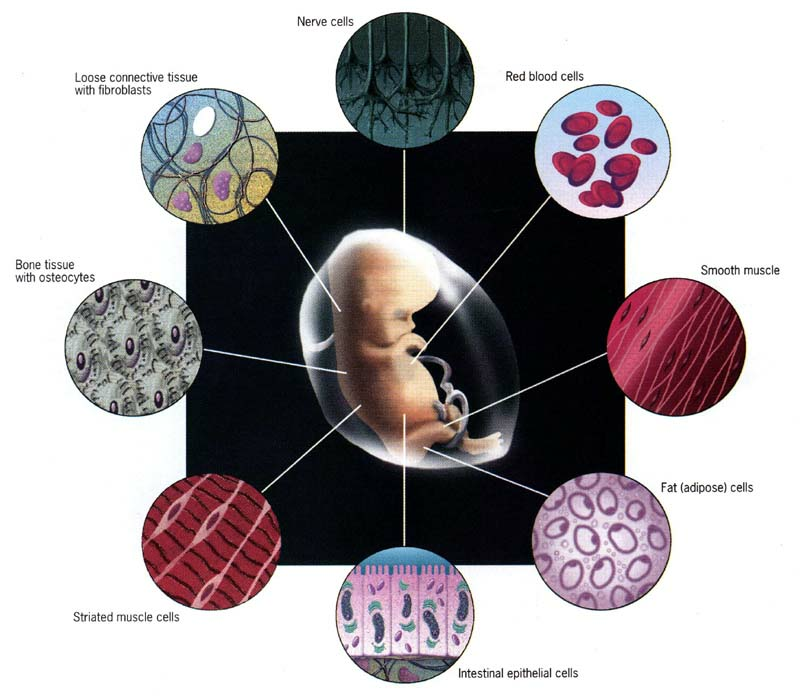 Nerve cells
Loose connective tissue
with fibroblasts
Red blood cells
Bone tissue
with osteocytes
Smooth muscle
Fat (adipose) cells
Striated muscle cells
Intestinal epithelial cells